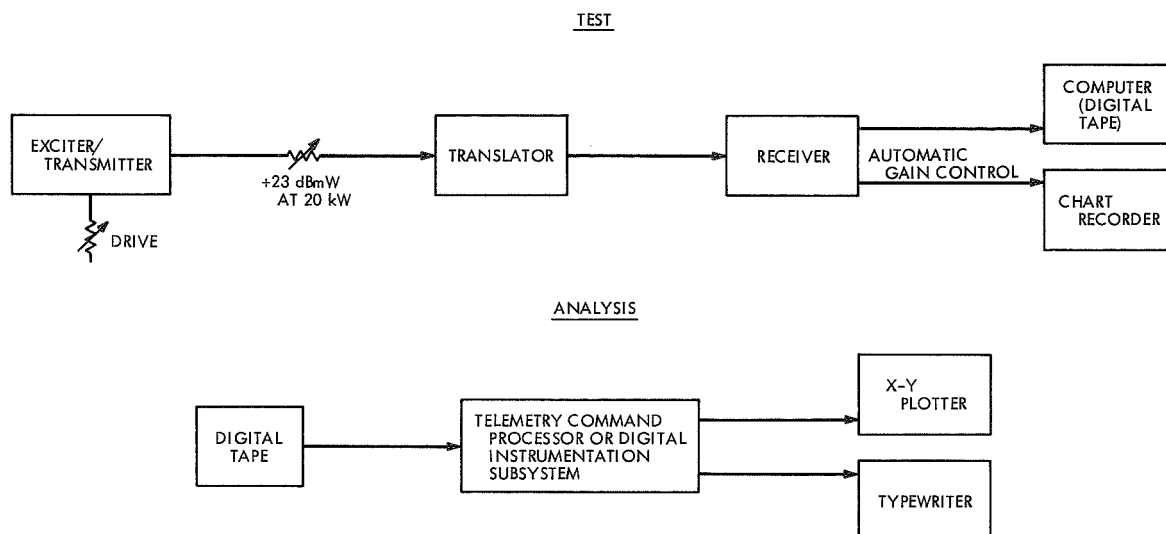 TEST
EXCITER/
TRANSMITTER
DRIVE
+23 dBmW
AT 20 kW
TRANSLATOR
RECEIVER
AUTOMATIC
GAIN CONTROL
COMPUTER
(DIGITAL
TAPE)
CHART
RECORDER
ANALYSIS
DIGITAL
TAPE
TELEMETRY COMMAND
PROCESSOR OR DIGITAL
INSTRUMENTATION
SUBSYSTEM
X-Y
PLOTTER
TYPEWRITER